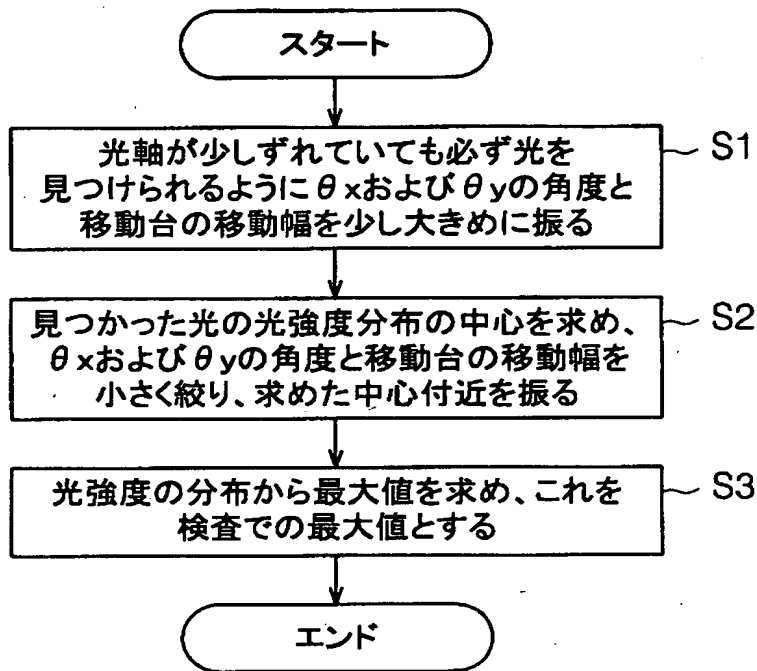 スタート
光軸が少しずれていても必ず光を
見つけられるようにθxおよびθyの角度と
移動台の移動幅を少し大きめに振る
S1
見つかった光の光強度分布の中心を求め、
θxおよびθyの角度と移動台の移動幅を
小さく絞り、求めた中心付近を振る
S2
光強度の分布から最大値を求め、これを
検査での最大値とする
S3
エンド